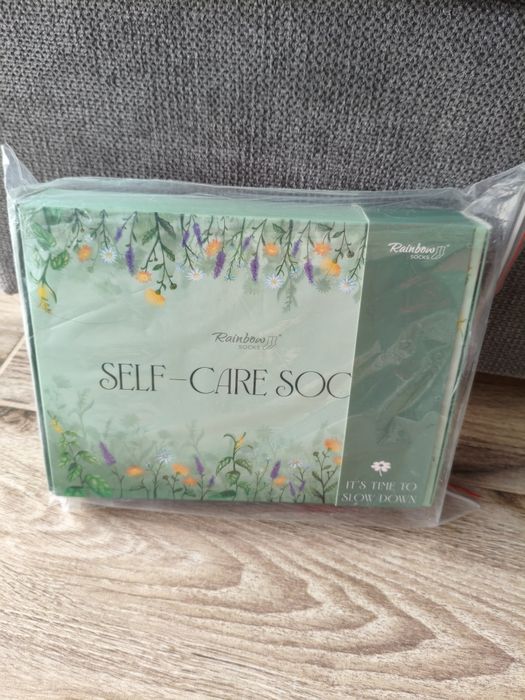 Rainbow
SOCKS
Rainbow
SOCKS
SELF-CARE SOC
IT'S TIME TO
SLOW DOWN